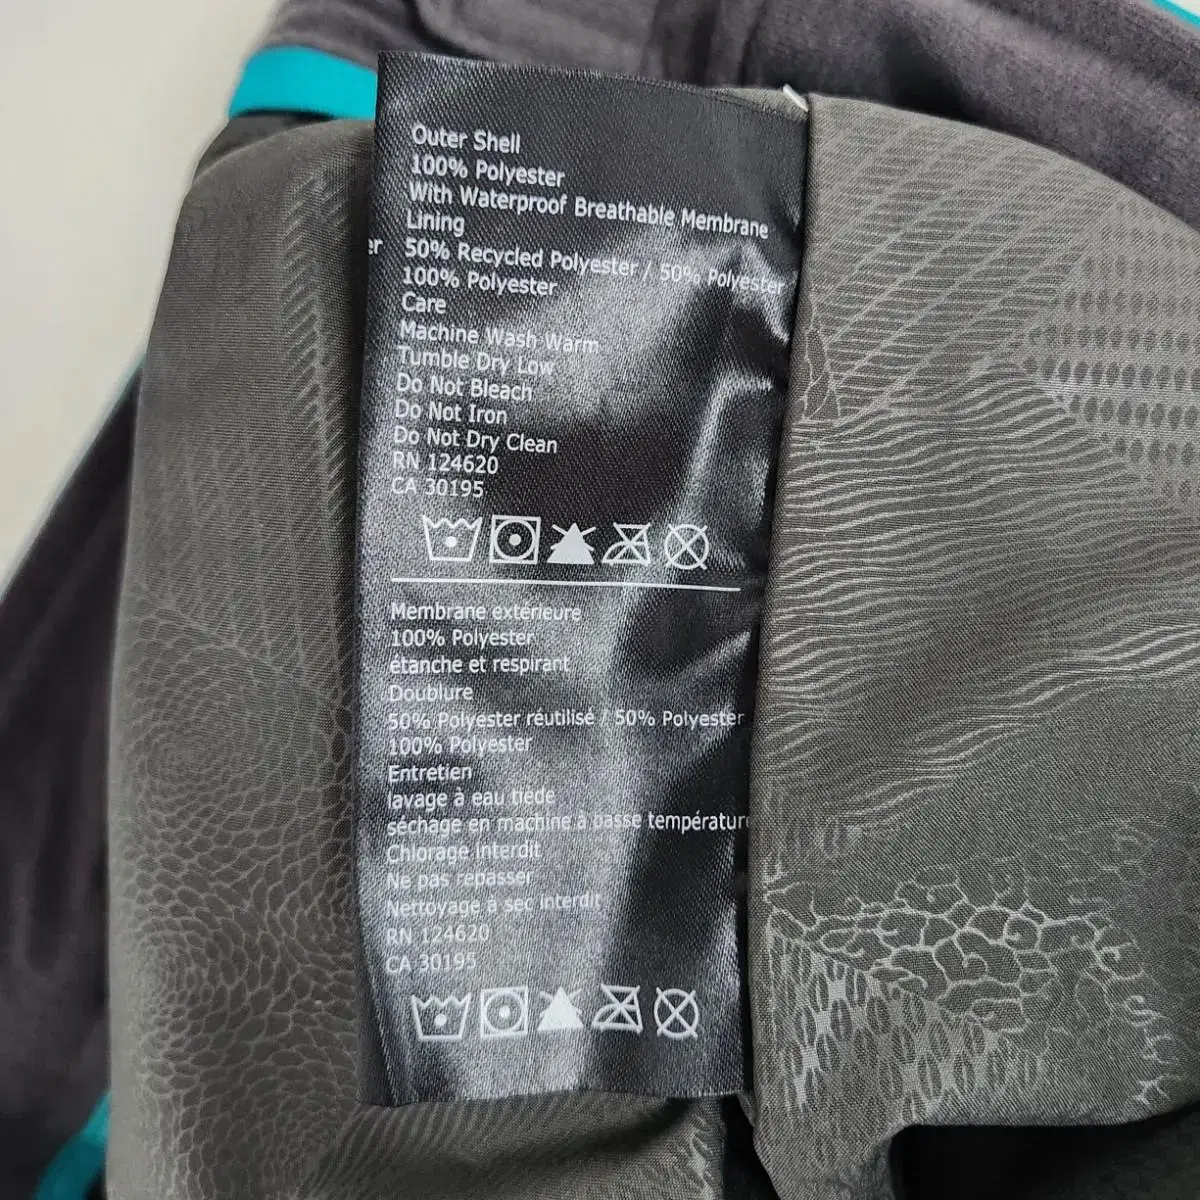 Outer Shell
100% Polyester
With Waterproof Breathable Membrane
Lining
er
50% Recycled Polyester / 50% Polyester
100% Polyester
Care
Machine Wash Warm
Tumble Dry Low
Do Not Bleach
Do Not Iron
Do Not Dry Clean
RN 124620
CA 30195
Membrane extérieure
100% Polyester
étanche et respirant
Doublure
50% Polyester réutilisé / 50% Polyester
100% Polyester
Entretien
lavage à eau tiède
séchage en machine à basse température
Chlorage interdit
Ne pas repasser
Nettoyage à sec interdit
RN 124620
CA 30195